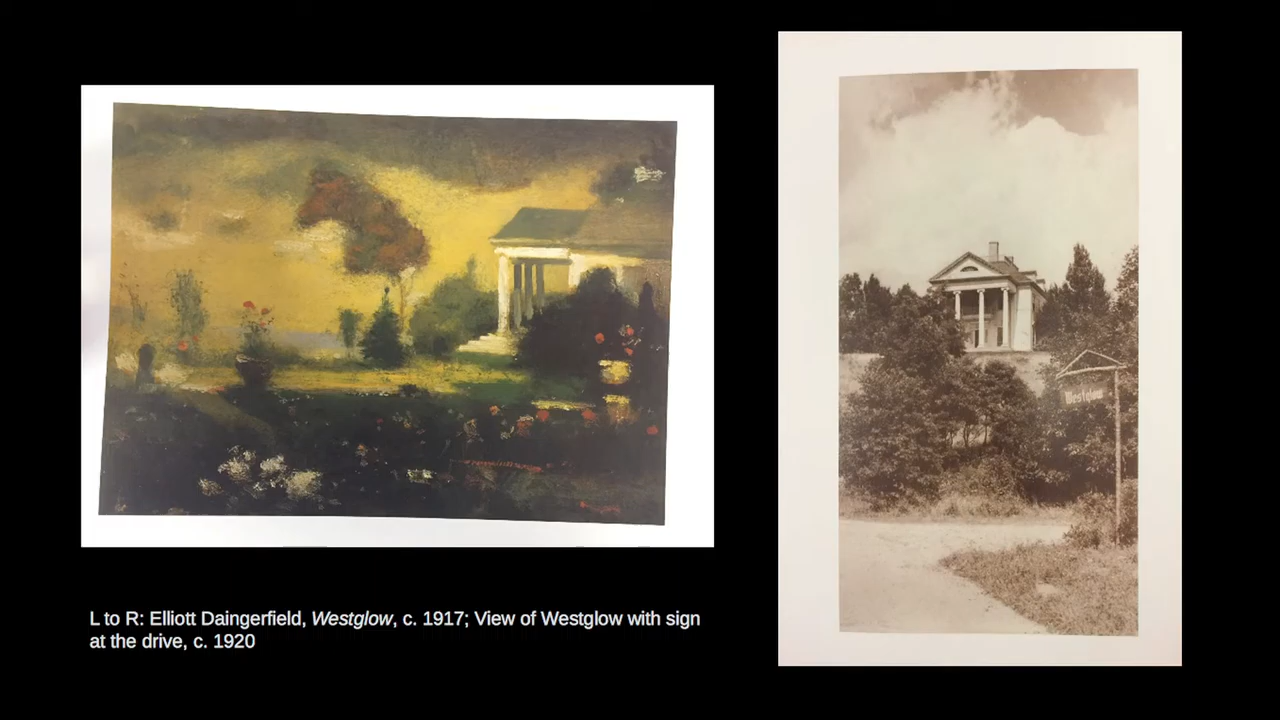 Westglow
L to R: Elliott Daingerfield, Westglow, c. 1917; View of Westglow with sign
at the drive, c. 1920